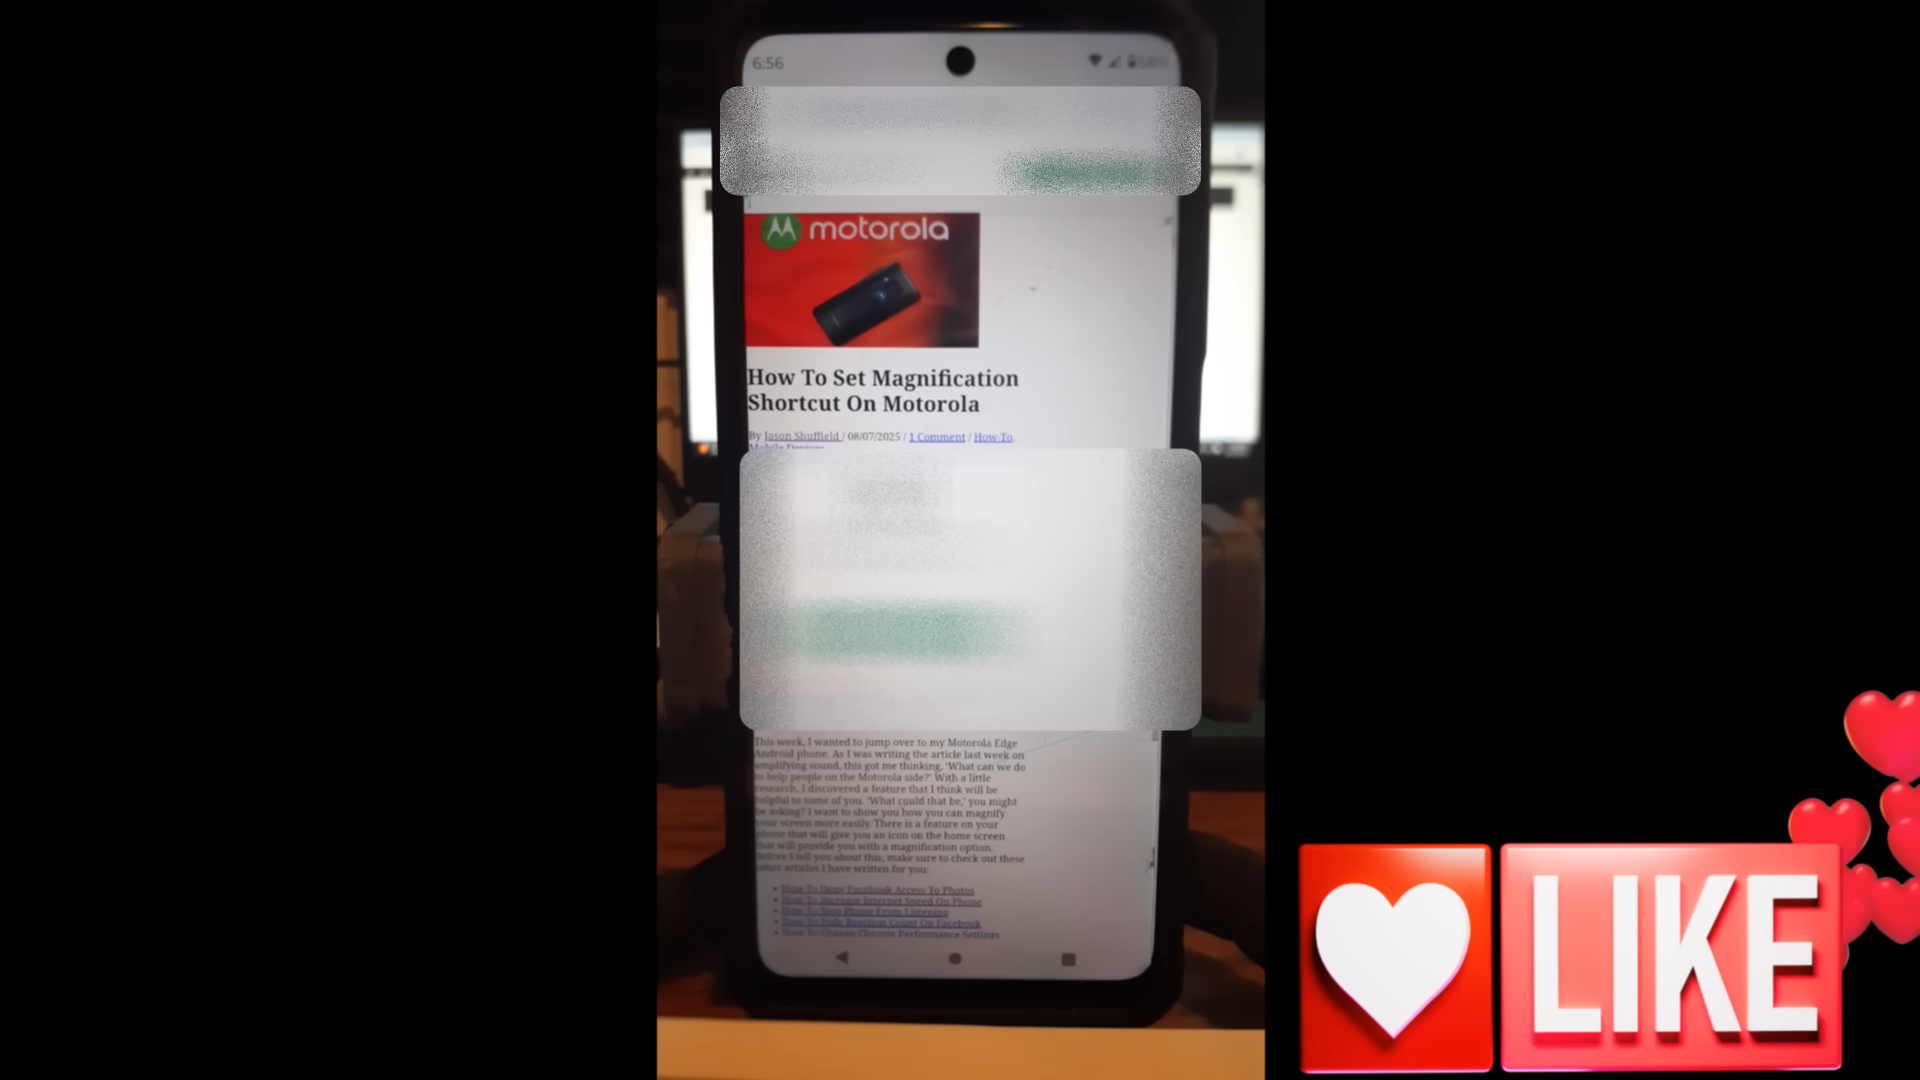 6:56
motorola
How To Set Magnification
Shortcut On Motorola
By Jason Shuffield / 08/07/2025 / 1 Comment / How-To,
Mobile Devices
This week, I wanted to jump over to my Motorola Edge
Android phone. As I was writing the article last week on
amplifying sound, this got me thinking, 'What can we do
to help people on the Motorola side?' With a little
research, I discovered a feature that I think will be
helpful to some of you. 'What could that be,' you might
be asking? I want to show you how you can magnify
your screen more easily. There is a feature on your
phone that will give you an icon on the home screen
that will provide you with a magnification option.
Before I tell you about this, make sure to check out these
other articles I have written for you:
• How To Deny Facebook Access To Photos
• How To Increase Internet Speed On Phone
• How To Stop Phone From Listening
• How To Hide Reaction Count On Facebook
• How To Change Chrome Performance Settings
LIKE